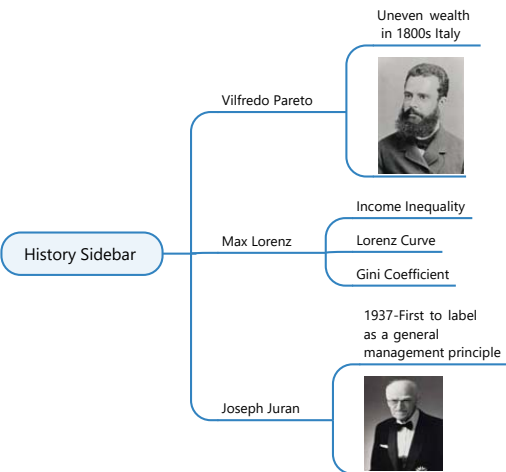 Uneven wealth
in 1800s Italy
Vilfredo Pareto
Income Inequality
History Sidebar
Max Lorenz
Lorenz Curve
Gini Coefficient
1937-First to label
as a general
management principle
Joseph Juran